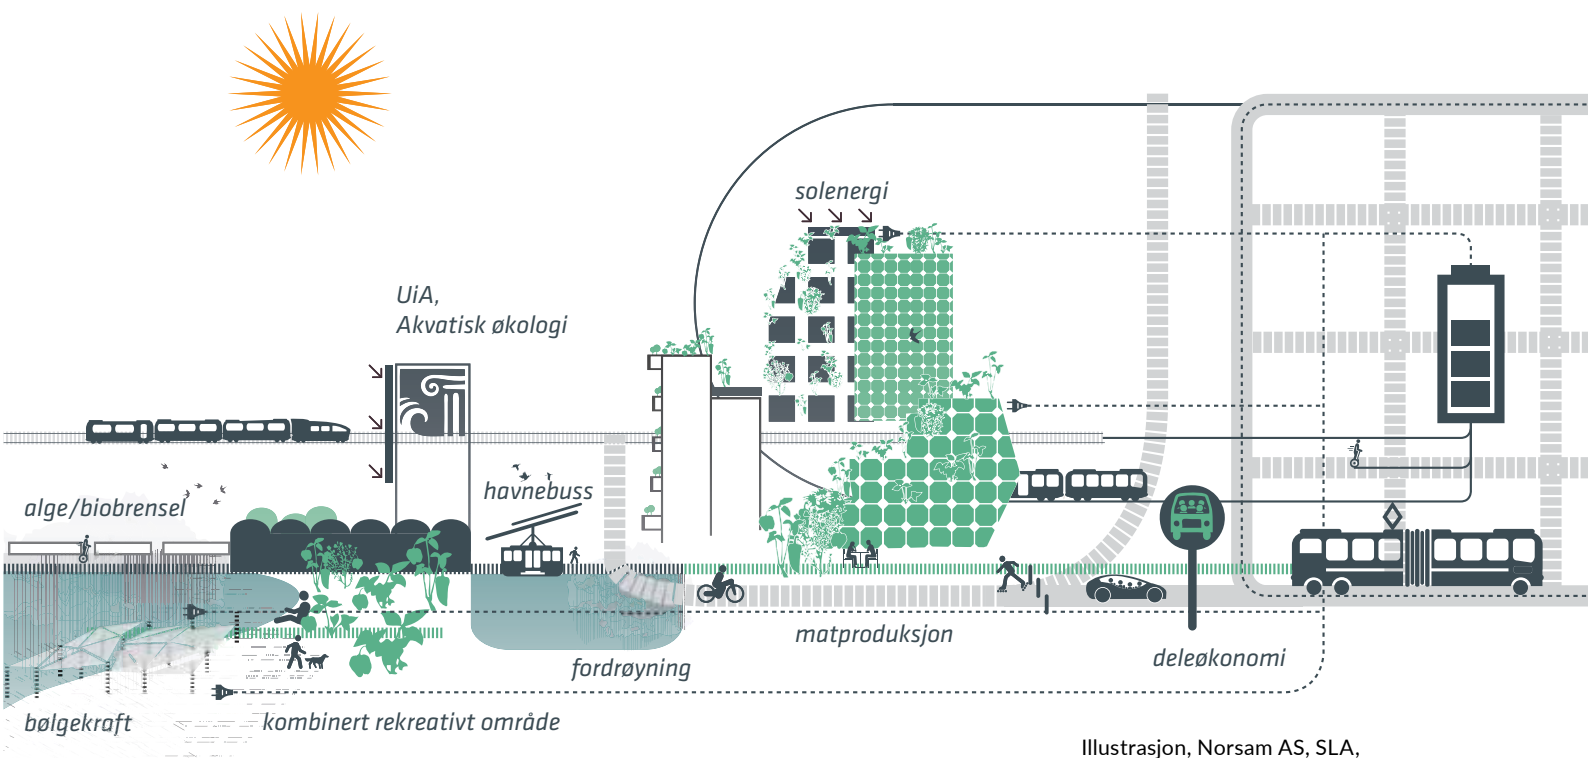 solenergi
UiA,
Akvatisk økologi
havnebuss
alge/biobrensel
matproduksjon
deleøkonomi
fordrøyning
bølgekraft
kombinert rekreativt område
Illustrasjon, Norsam AS, SLA,